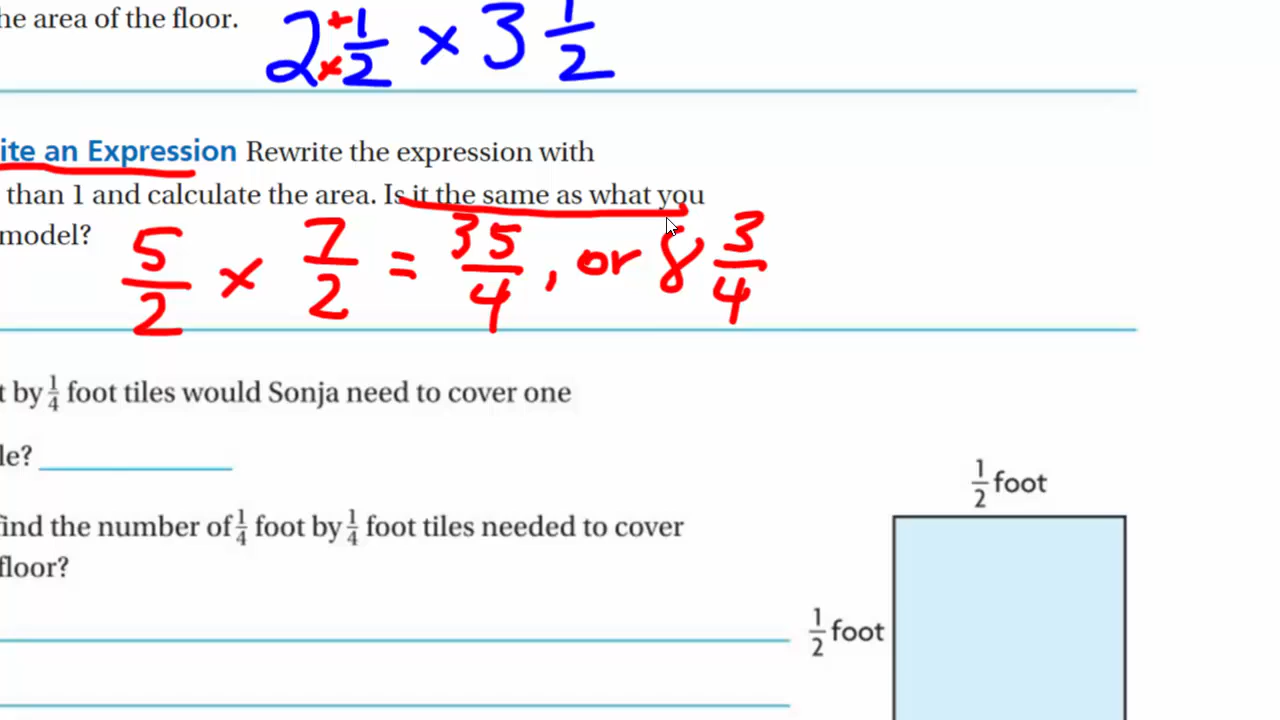 he area of the floor. 2 1/2 × 3 1/2
ite an Expression Rewrite the expression with
than 1 and calculate the area. Is it the same as what you
model? 5/2 × 7/2 = 35/4, or 8 3/4
t by 1/4 foot tiles would Sonja need to cover one
le?
1/2 foot
find the number of 1/4 foot by 1/4 foot tiles needed to cover
floor?
1/2 foot